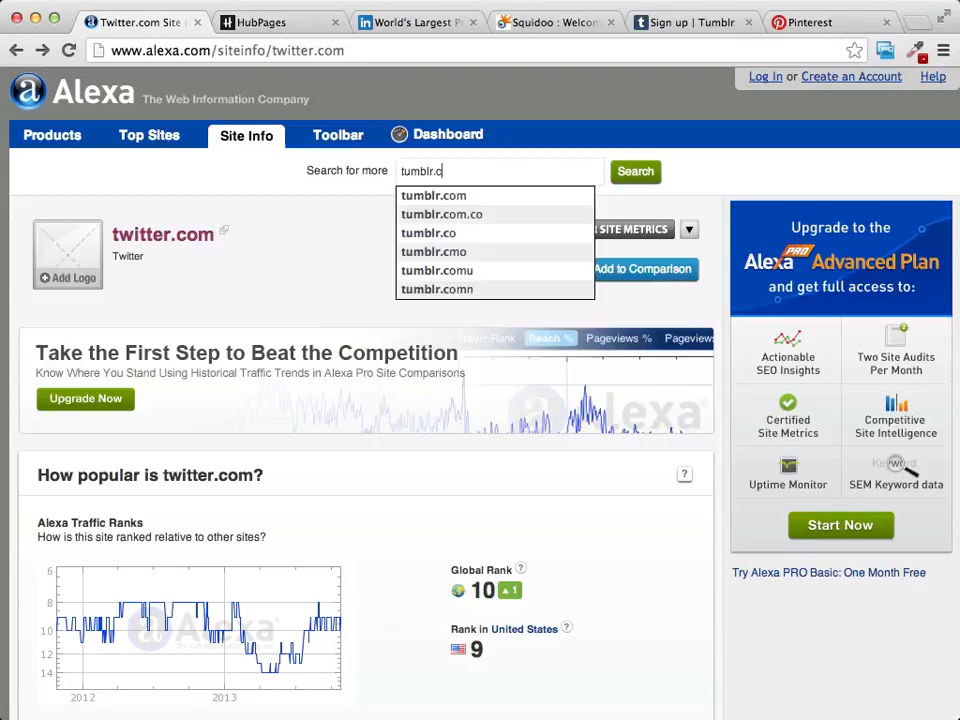 Twitter.com Site
HubPages
World's Largest P
Squidoo : Welcom
Sign up | Tumblr
Pinterest
www.alexa.com/siteinfo/twitter.com
Alexa The Web Information Company
Log In or Create an Account Help
Products Top Sites Site Info Toolbar Dashboard
Search for more tumblr.c Search
tumblr.com
tumblr.com.co
tumblr.co
tumblr.cmo
tumblr.comu
tumblr.comn
twitter.com
Twitter
Add Logo
SITE METRICS
Add to Comparison
Take the First Step to Beat the Competition
Know Where You Stand Using Historical Traffic Trends in Alexa Pro Site Comparisons
Upgrade Now
Rank Reach % Pageviews % Pageviews
How popular is twitter.com? ?
Alexa Traffic Ranks
How is this site ranked relative to other sites?
6
8
10
12
14
2012 2013
Alexa
Global Rank ?
10 1
Rank in United States ?
9
Upgrade to the
Alexa PRO Advanced Plan
and get full access to:
Actionable
SEO Insights
Two Site Audits
Per Month
Certified
Site Metrics
Competitive
Site Intelligence
Uptime Monitor
Keyword
SEM Keyword data
Start Now
Try Alexa PRO Basic: One Month Free